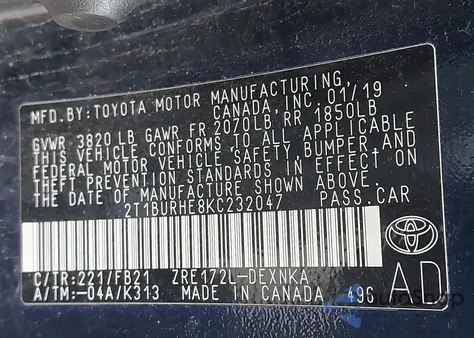 MFD.BY:TOYOTA MOTOR MANUFACTURING
CANADA,INC. 01/19
GVWR 3820LB GAWR FR 2070LB,RR 1850LB
THIS VEHICLE CONFORMS TO ALL APPLICABLE
FEDERAL MOTOR VEHICLE SAFETY,BUMPER,AND
THEFT PREVENTION STANDARDS IN EFFECT ON
THE DATE OF MANUFACTURE SHOWN ABOVE.
2T1BURHE8KC232047 PASS.CAR
C/TR:221/FB21 ZRE172L-DEXNKA
A/TM:-04A/K313 MADE IN CANADA 496
AD
AutoShop